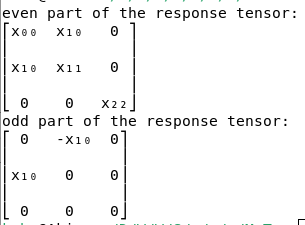 even part of the response tensor:
⎡x₀₀  x₁₀   0 ⎤
⎢x₁₀  x₁₁   0 ⎥
⎣ 0    0   x₂₂⎦
odd part of the response tensor:
⎡ 0   -x₁₀  0⎤
⎢x₁₀   0    0⎥
⎣ 0    0    0⎦